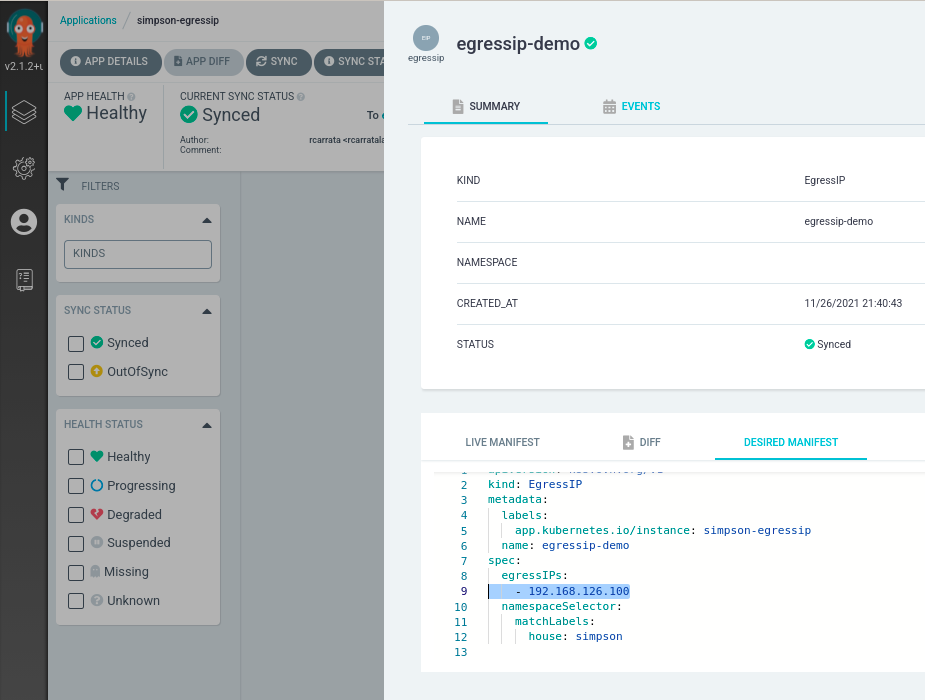 Applications / simpson-egressip
v2.1.2+
APP DETAILS
APP DIFF
SYNC
SYNC STA
APP HEALTH
Healthy
CURRENT SYNC STATUS
Synced
To
Author:
rcarrata <rcarratala
Comment:
FILTERS
KINDS
KINDS
SYNC STATUS
Synced
OutOfSync
HEALTH STATUS
Healthy
Progressing
Degraded
Suspended
Missing
Unknown
EIP
egressip
egressip-demo
SUMMARY
EVENTS
KIND EgressIP
NAME egressip-demo
NAMESPACE
CREATED_AT 11/26/2021 21:40:43
STATUS Synced
LIVE MANIFEST
DIFF
DESIRED MANIFEST
1
2 kind: EgressIP
3 metadata:
4 labels:
5 app.kubernetes.io/instance: simpson-egressip
6 name: egressip-demo
7 spec:
8 egressIPs:
9 - 192.168.126.100
10 namespaceSelector:
11 matchLabels:
12 house: simpson
13